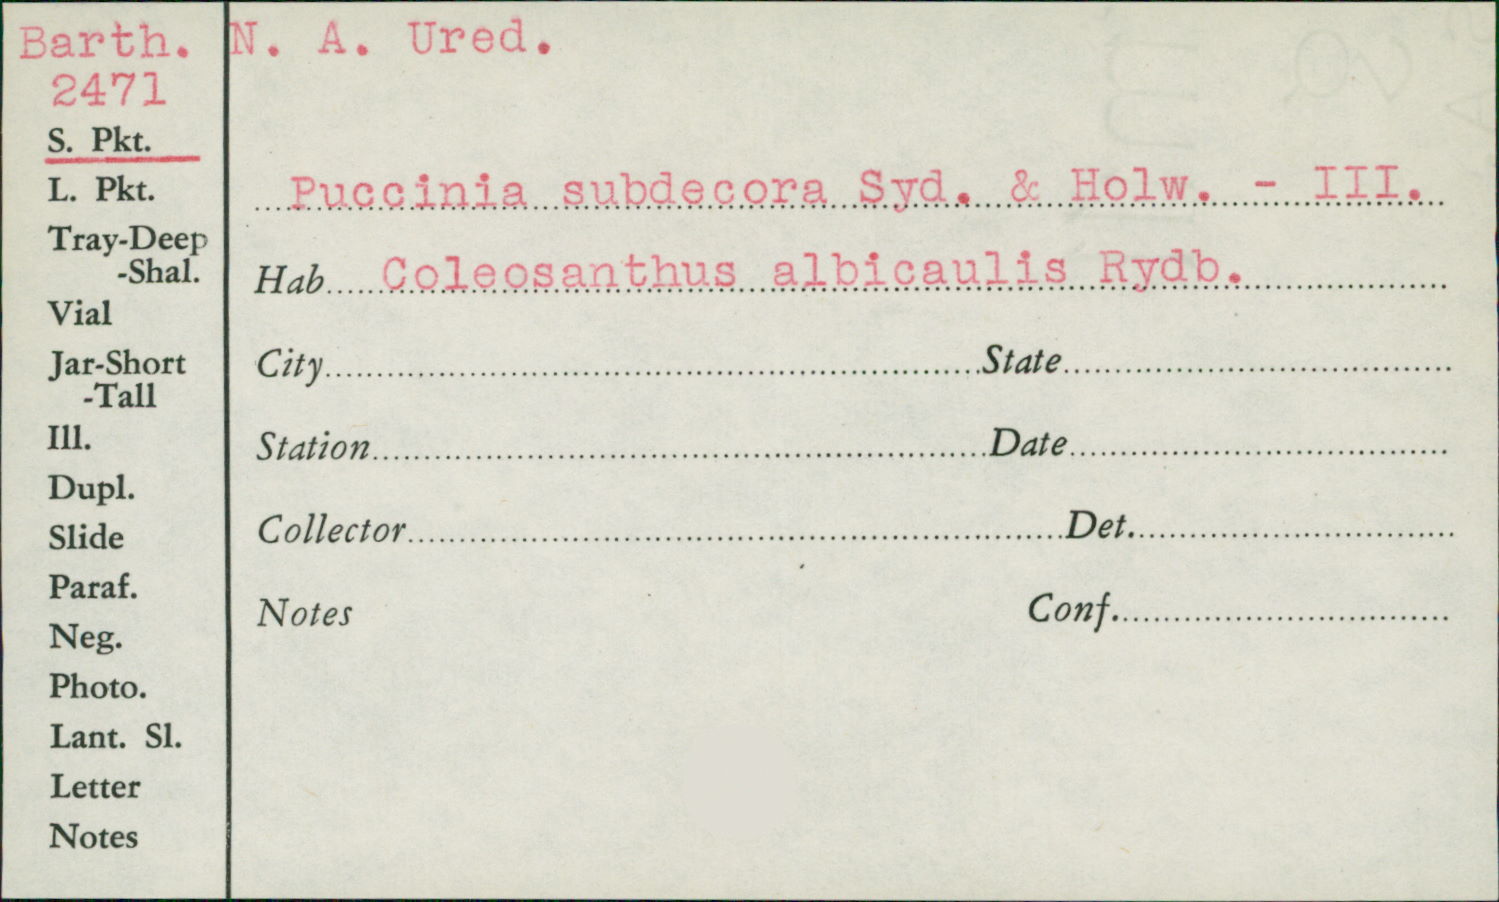 Barth. N. A. Ured.
2471
S. Pkt.
L. Pkt.
Tray-Deep
-Shal.
Vial
Jar-Short
-Tall
Ill.
Dupl.
Slide
Paraf.
Neg.
Photo.
Lant. Sl.
Letter
Notes
Puccinia subdecora Syd. & Holw. - III.
Hab. Coleosanthus albicaulis Rydb.
City State
Station Date
Collector Det.
Notes Conf.